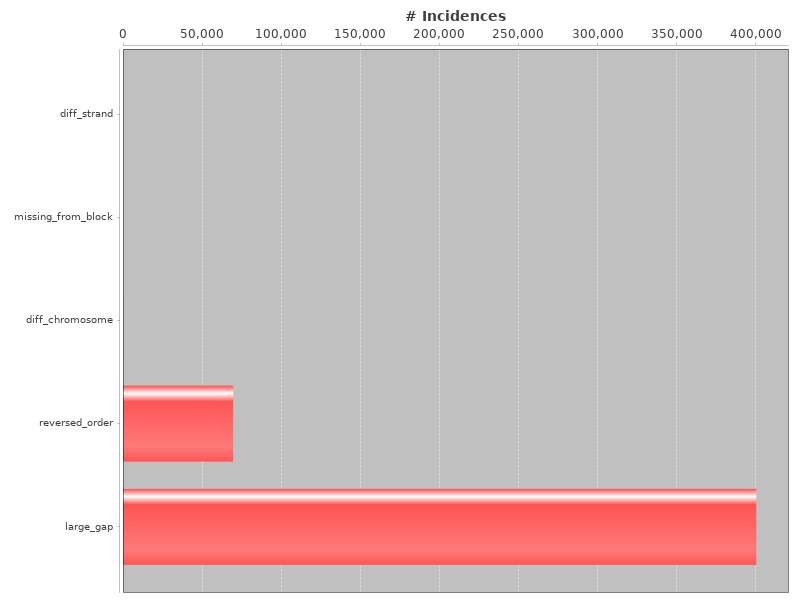 # Incidences
0 50,000 100,000 150,000 200,000 250,000 300,000 350,000 400,000
diff_strand
missing_from_block
diff_chromosome
reversed_order
large_gap